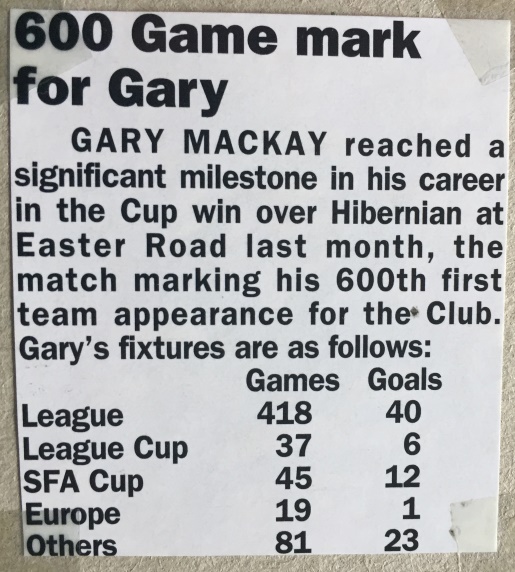 600 Game mark
for Gary
GARY MACKAY reached a
significant milestone in his career
in the Cup win over Hibernian at
Easter Road last month, the
match marking his 600th first
team appearance for the Club.
Gary's fixtures are as follows:
Games Goals
League 418 40
League Cup 37 6
SFA Cup 45 12
Europe 19 1
Others 81 23